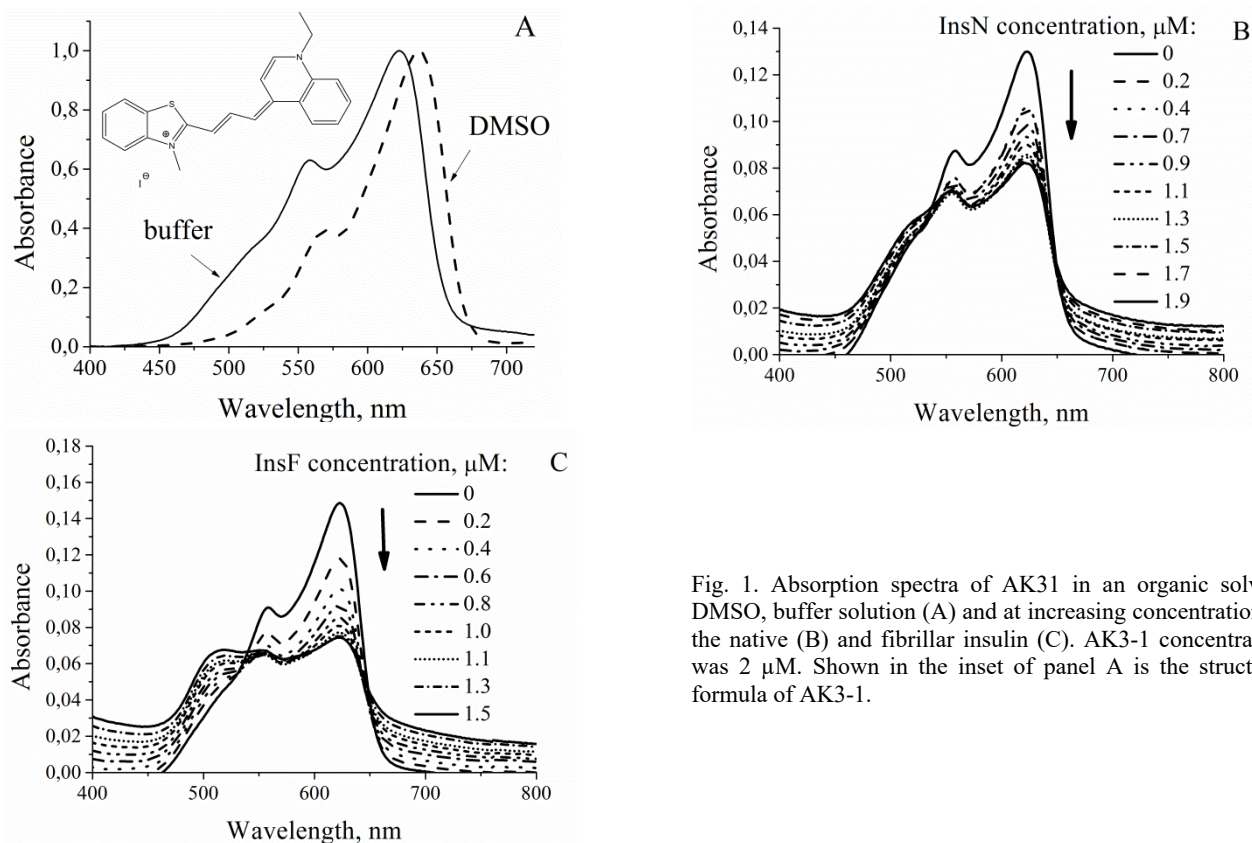 A
1,0
0,8
0,6
0,4
0,2
0,0
400 450 500 550 600 650 700
Absorbance
Wavelength, nm
buffer
DMSO
S
N
N
I
B
InsN concentration, µM:
0
0.2
0.4
0.7
0.9
1.1
1.3
1.5
1.7
1.9
0,14
0,12
0,10
0,08
0,06
0,04
0,02
0,00
400 500 600 700 800
Absorbance
Wavelength, nm
C
InsF concentration, µM:
0
0.2
0.4
0.6
0.8
1.0
1.1
1.3
1.5
0,18
0,16
0,14
0,12
0,10
0,08
0,06
0,04
0,02
0,00
400 500 600 700 800
Absorbance
Wavelength, nm
Fig. 1. Absorption spectra of AK31 in an organic solv
DMSO, buffer solution (A) and at increasing concentration
the native (B) and fibrillar insulin (C). AK3-1 concentrat
was 2 µM. Shown in the inset of panel A is the struct
formula of AK3-1.